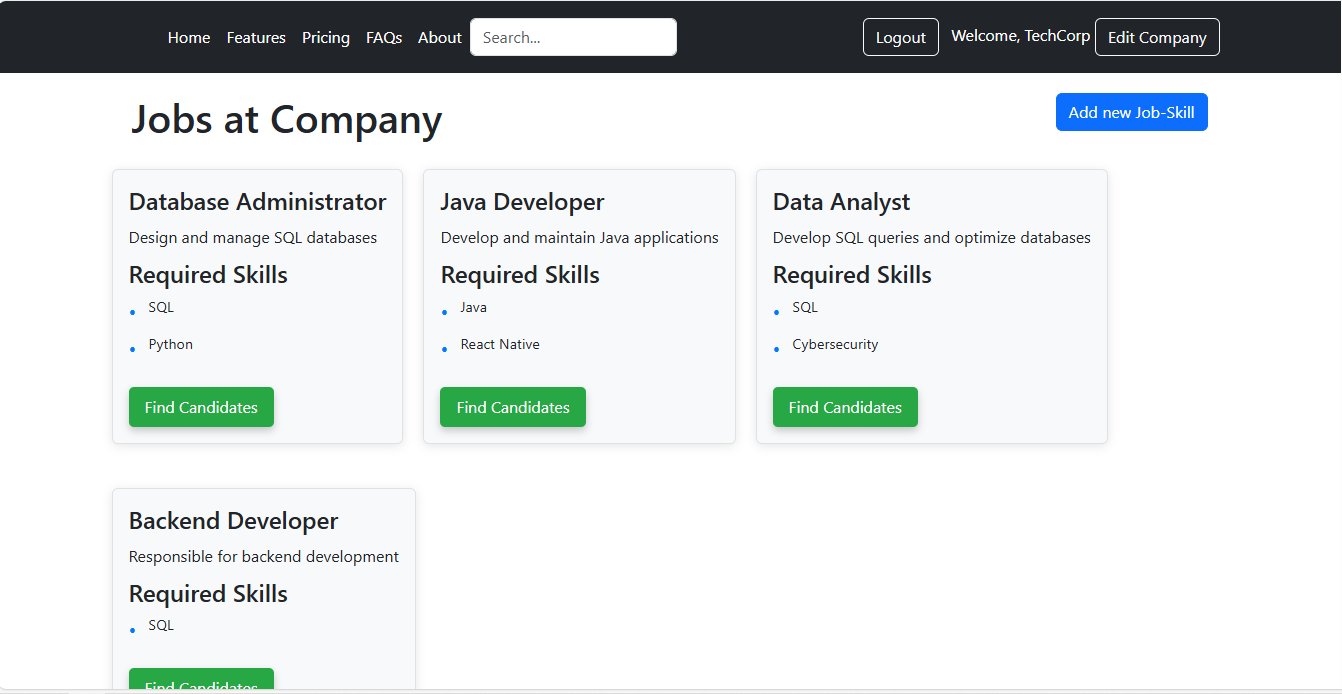 Home Features Pricing FAQs About Search... Logout Welcome, TechCorp Edit Company
Jobs at Company
Add new Job-Skill
Database Administrator
Design and manage SQL databases
Required Skills
SQL
Python
Find Candidates
Java Developer
Develop and maintain Java applications
Required Skills
Java
React Native
Find Candidates
Data Analyst
Develop SQL queries and optimize databases
Required Skills
SQL
Cybersecurity
Find Candidates
Backend Developer
Responsible for backend development
Required Skills
SQL
Find Candidates